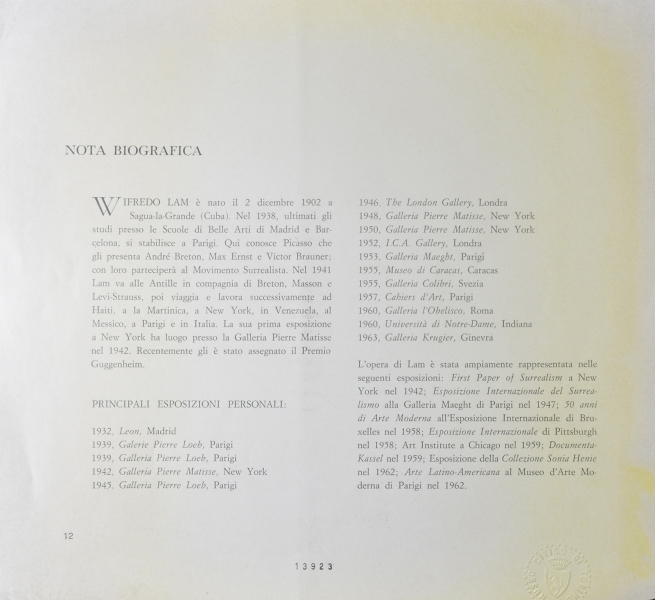 NOTA BIOGRAFICA
WIFREDO LAM è nato il 2 dicembre 1902 a
Sagua-la-Grande (Cuba). Nel 1938, ultimati gli
studi presso le Scuole di Belle Arti di Madrid e Bar-
celona, si stabilisce a Parigi. Qui conosce Picasso che
gli presenta André Breton, Max Ernst e Victor Brauner;
con loro parteciperà al Movimento Surrealista. Nel 1941
Lam va alle Antille in compagnia di Breton, Masson e
Levi-Strauss, poi viaggia e lavora successivamente ad
Haiti, a la Martinica, a New York, in Venezuela, al
Messico, a Parigi e in Italia. La sua prima esposizione
a New York ha luogo presso la Galleria Pierre Matisse
nel 1942. Recentemente gli è stato assegnato il Premio
Guggenheim.
PRINCIPALI ESPOSIZIONI PERSONALI:
1932, Leon, Madrid
1939, Galerie Pierre Loeb, Parigi
1939, Galleria Pierre Loeb, Parigi
1942, Galleria Pierre Matisse, New York
1945, Galleria Pierre Loeb, Parigi
1946, The London Gallery, Londra
1948, Galleria Pierre Matisse, New York
1950, Galleria Pierre Matisse, New York
1952, I.C.A. Gallery, Londra
1953, Galleria Maeght, Parigi
1955, Museo di Caracas, Caracas
1955, Galleria Colibri, Svezia
1957, Cahiers d'Art, Parigi
1960, Galleria l'Obelisco, Roma
1960, Università di Notre-Dame, Indiana
1963, Galleria Krugier, Ginevra
L'opera di Lam è stata ampiamente rappresentata nelle
seguenti esposizioni: First Paper of Surrealism a New
York nel 1942; Esposizione Internazionale del Surrea-
lismo alla Galleria Maeght di Parigi nel 1947; 50 anni
di Arte Moderna all'Esposizione Internazionale di Bru-
xelles nel 1958; Esposizione Internazionale di Pittsburgh
nel 1958; Art Institute a Chicago nel 1959; Documenta-
Kassel nel 1959; Esposizione della Collezione Sonia Henie
nel 1962; Arte Latino-Americana al Museo d'Arte Mo-
derna di Parigi nel 1962.
12
13923